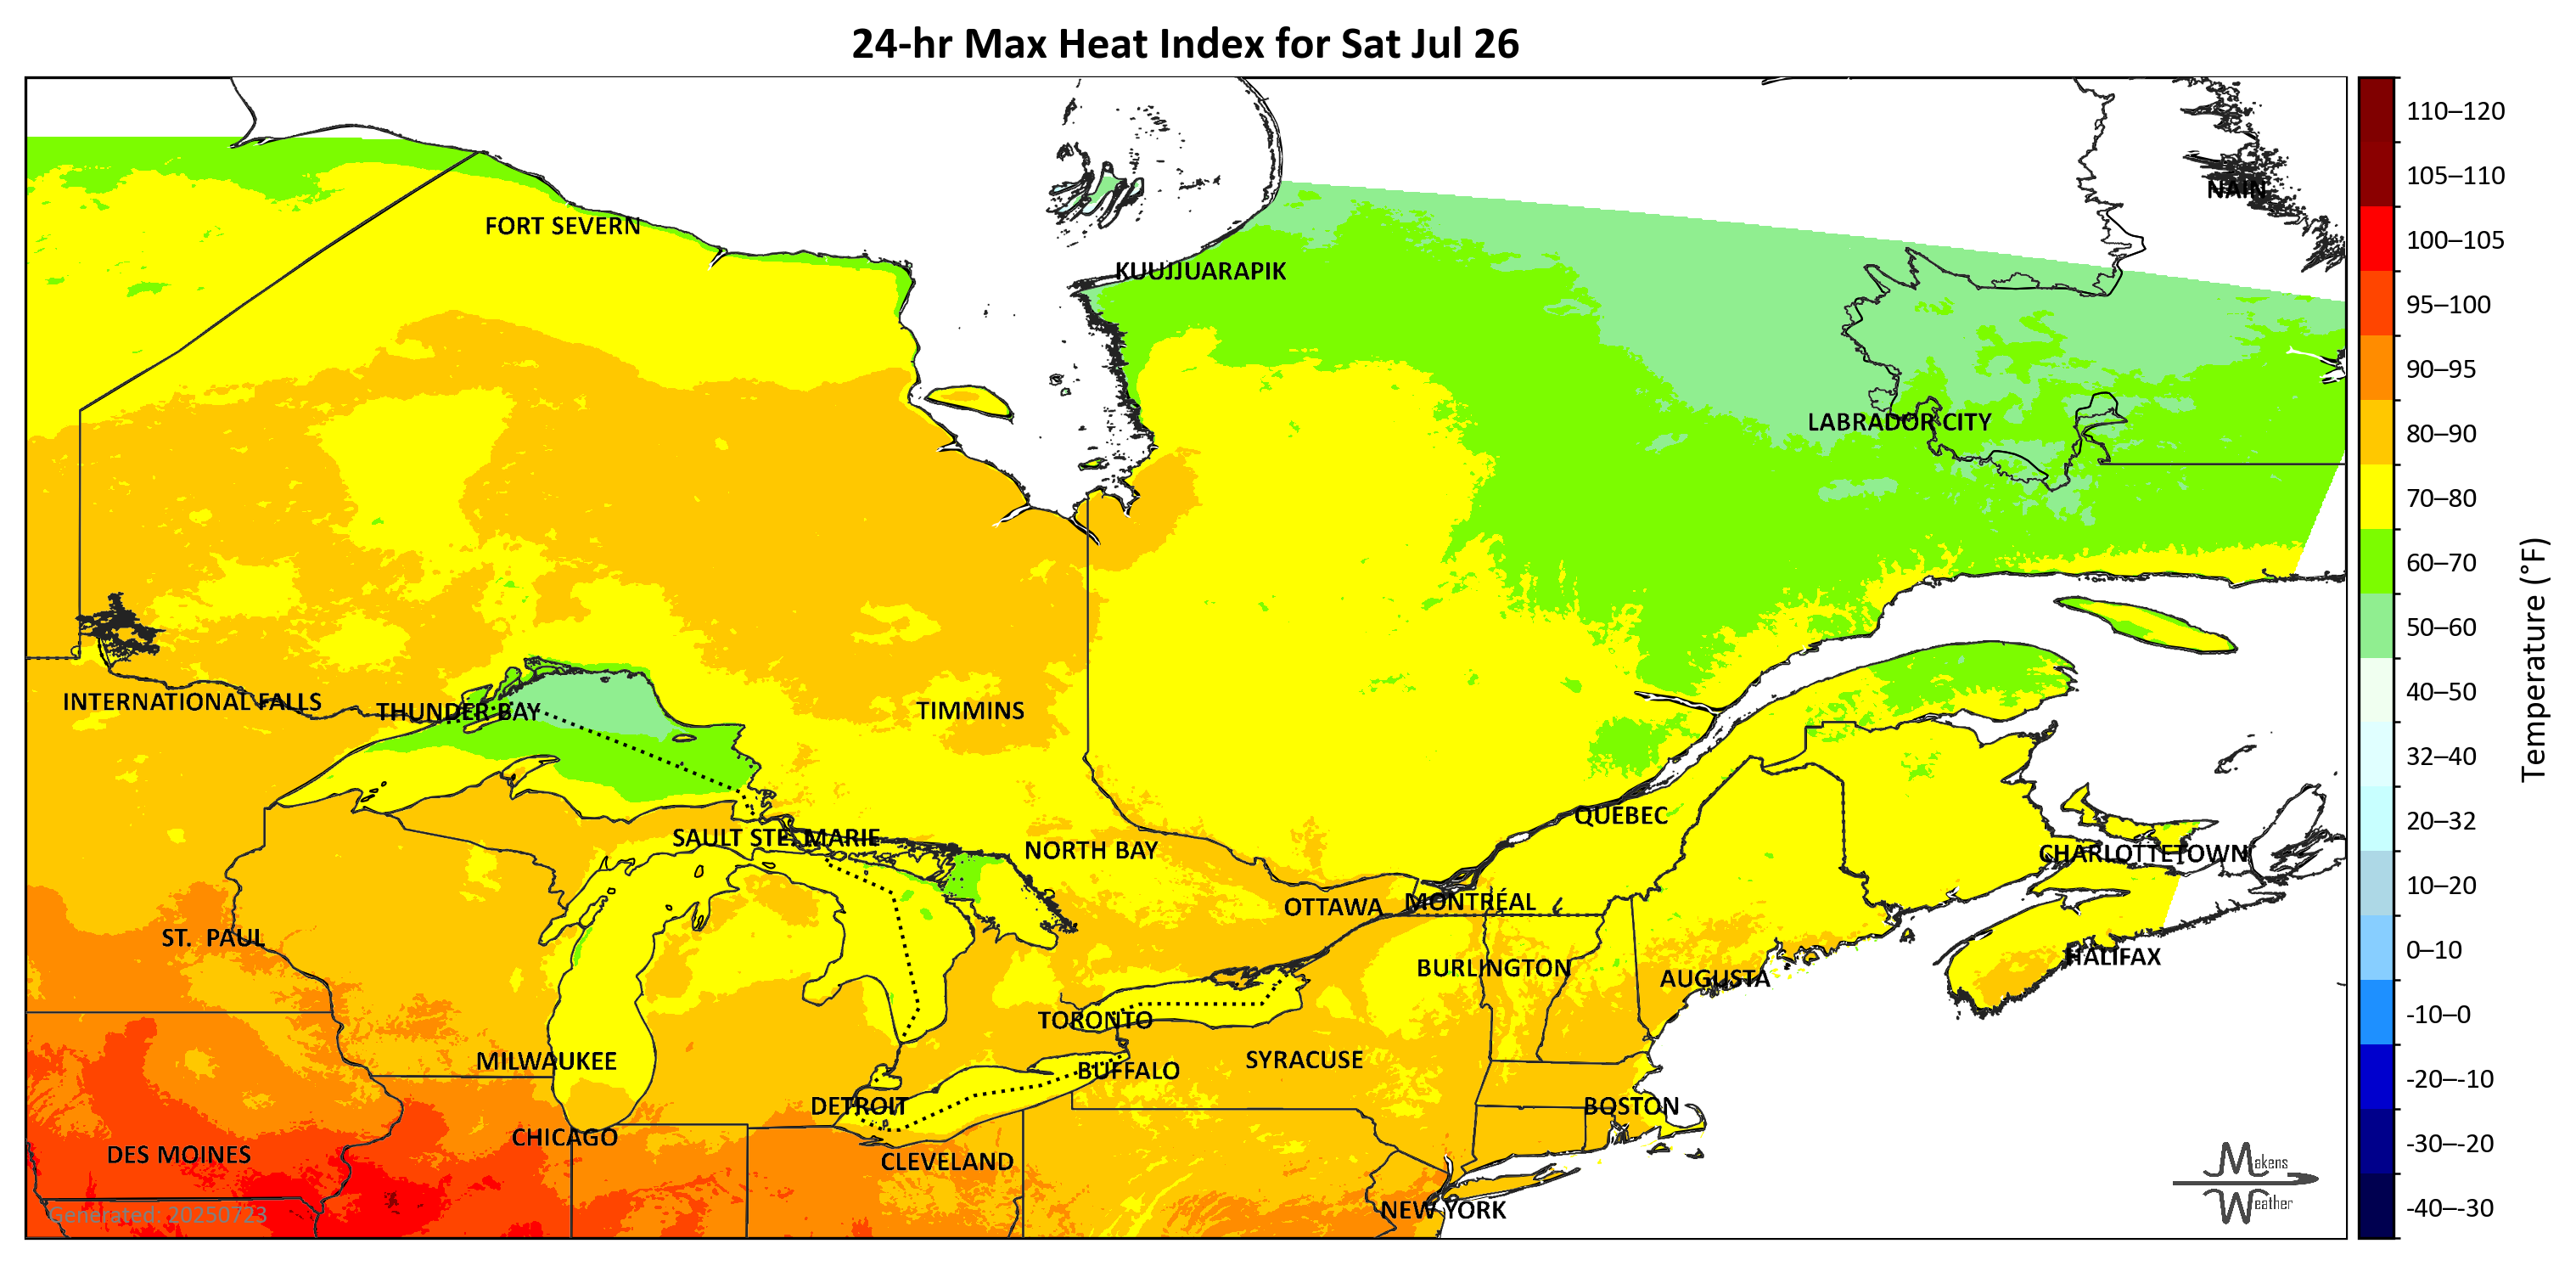 24-hr Max Heat Index for Sat Jul 26
NAIN
FORT SEVERN
KUUJJUARAPIK
LABRADOR CITY
INTERNATIONAL FALLS
THUNDER BAY
TIMMINS
QUÉBEC
SAULT STE. MARIE
NORTH BAY
CHARLOTTETOWN
OTTAWA
MONTRÉAL
ST. PAUL
HALIFAX
BURLINGTON
AUGUSTA
TORONTO
MILWAUKEE
BUFFALO
SYRACUSE
DETROIT
BOSTON
CHICAGO
DES MOINES
CLEVELAND
NEW YORK
Generated: 20250723
Makens
Weather
110–120
105–110
100–105
95–100
90–95
80–90
70–80
60–70
50–60
40–50
32–40
20–32
10–20
0–10
-10–0
-20–-10
-30–-20
-40–-30
Temperature (°F)